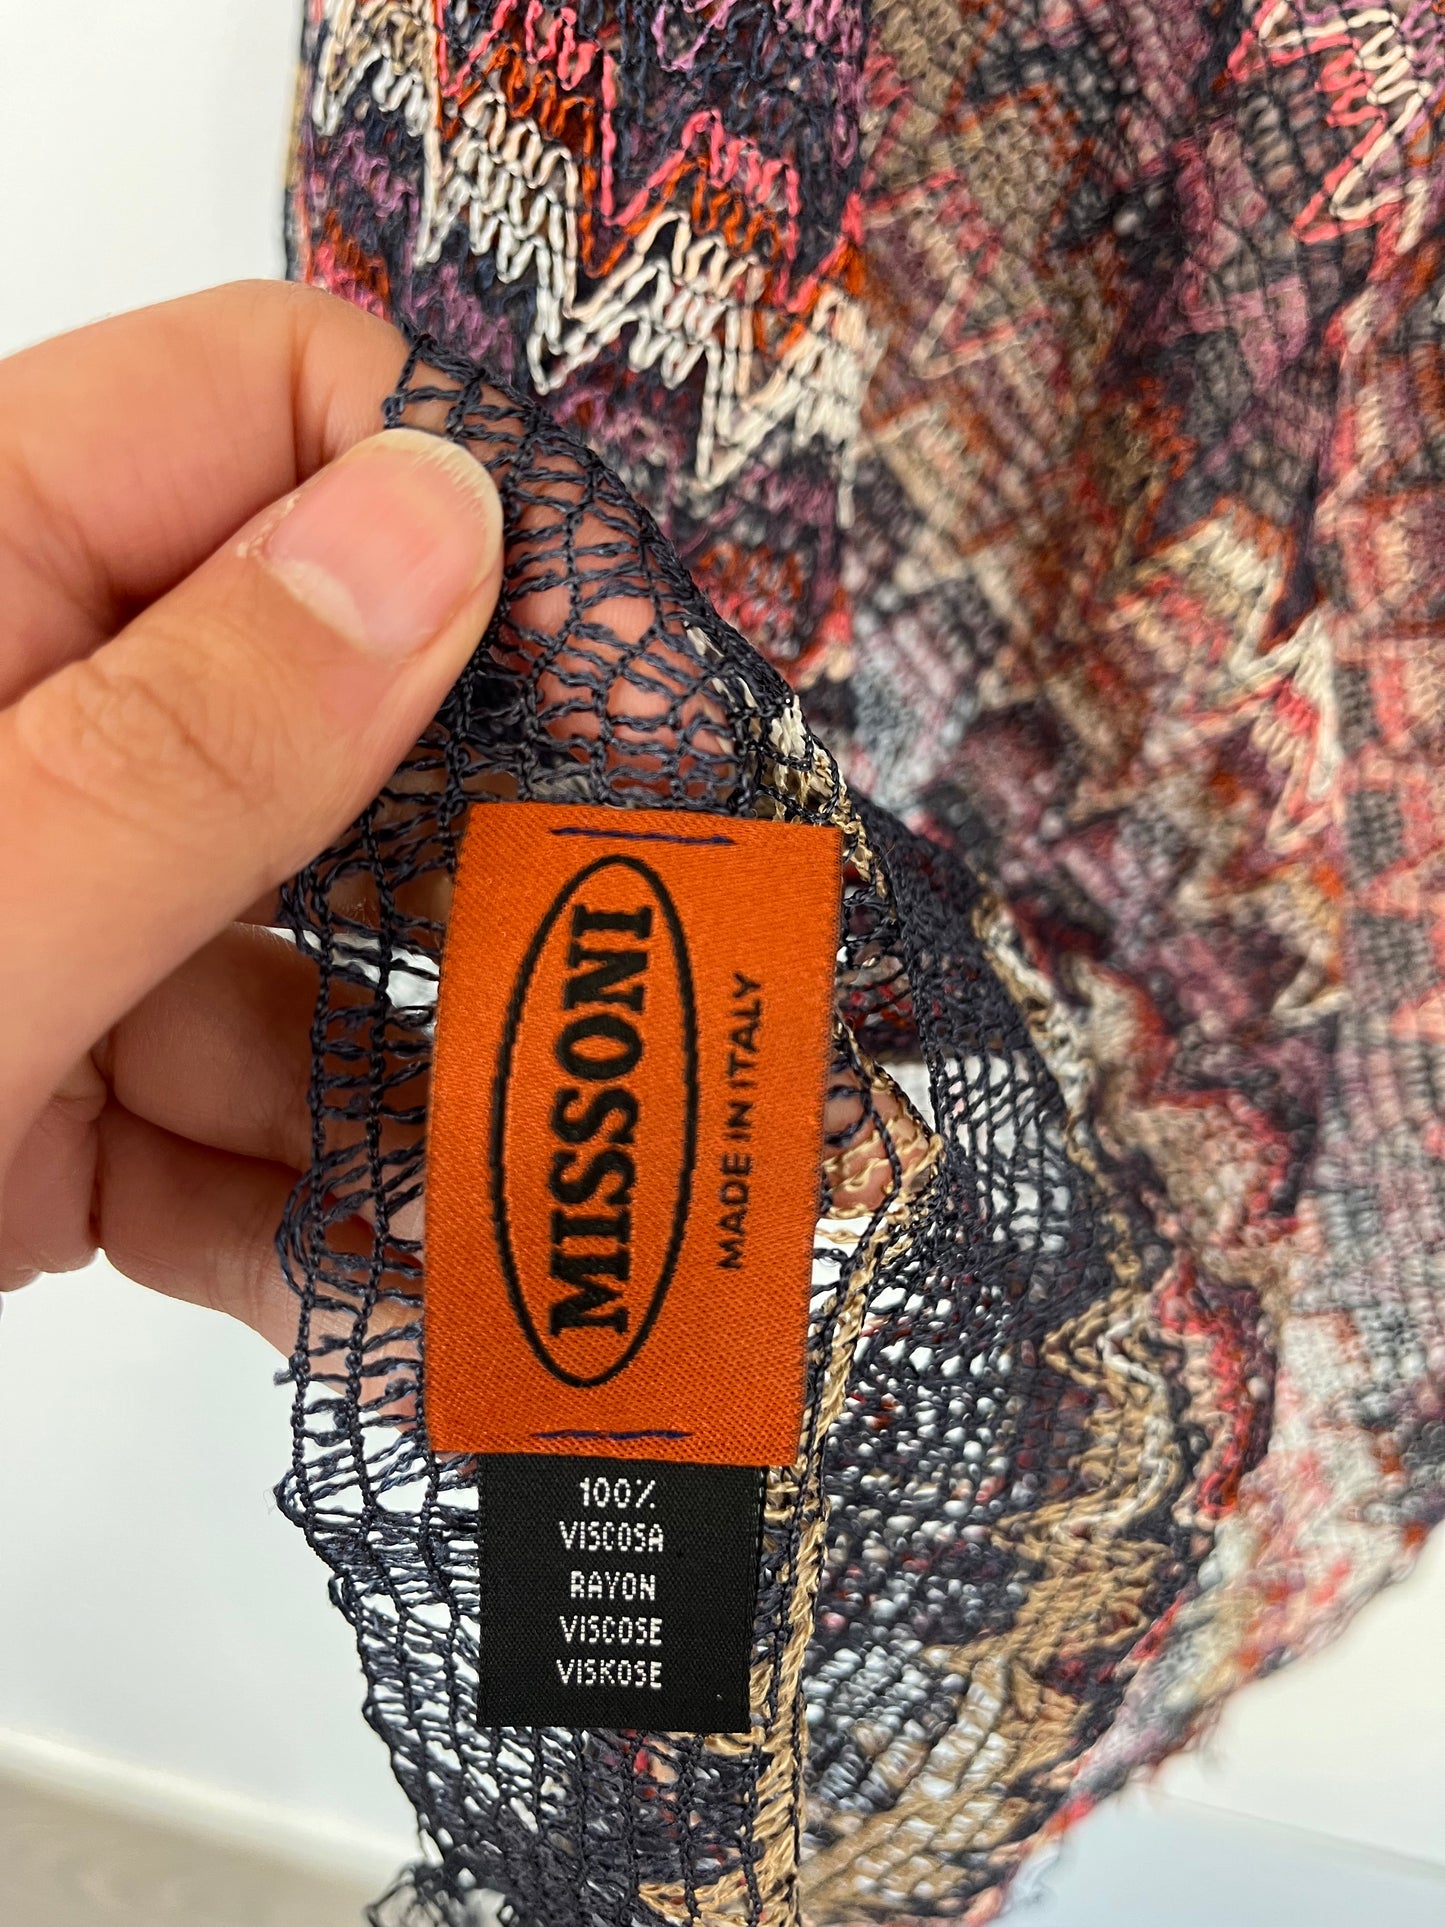 MISSONI
MADE IN ITALY
100%
VISCOSA
RAYON
VISCOSE
VISKOSE